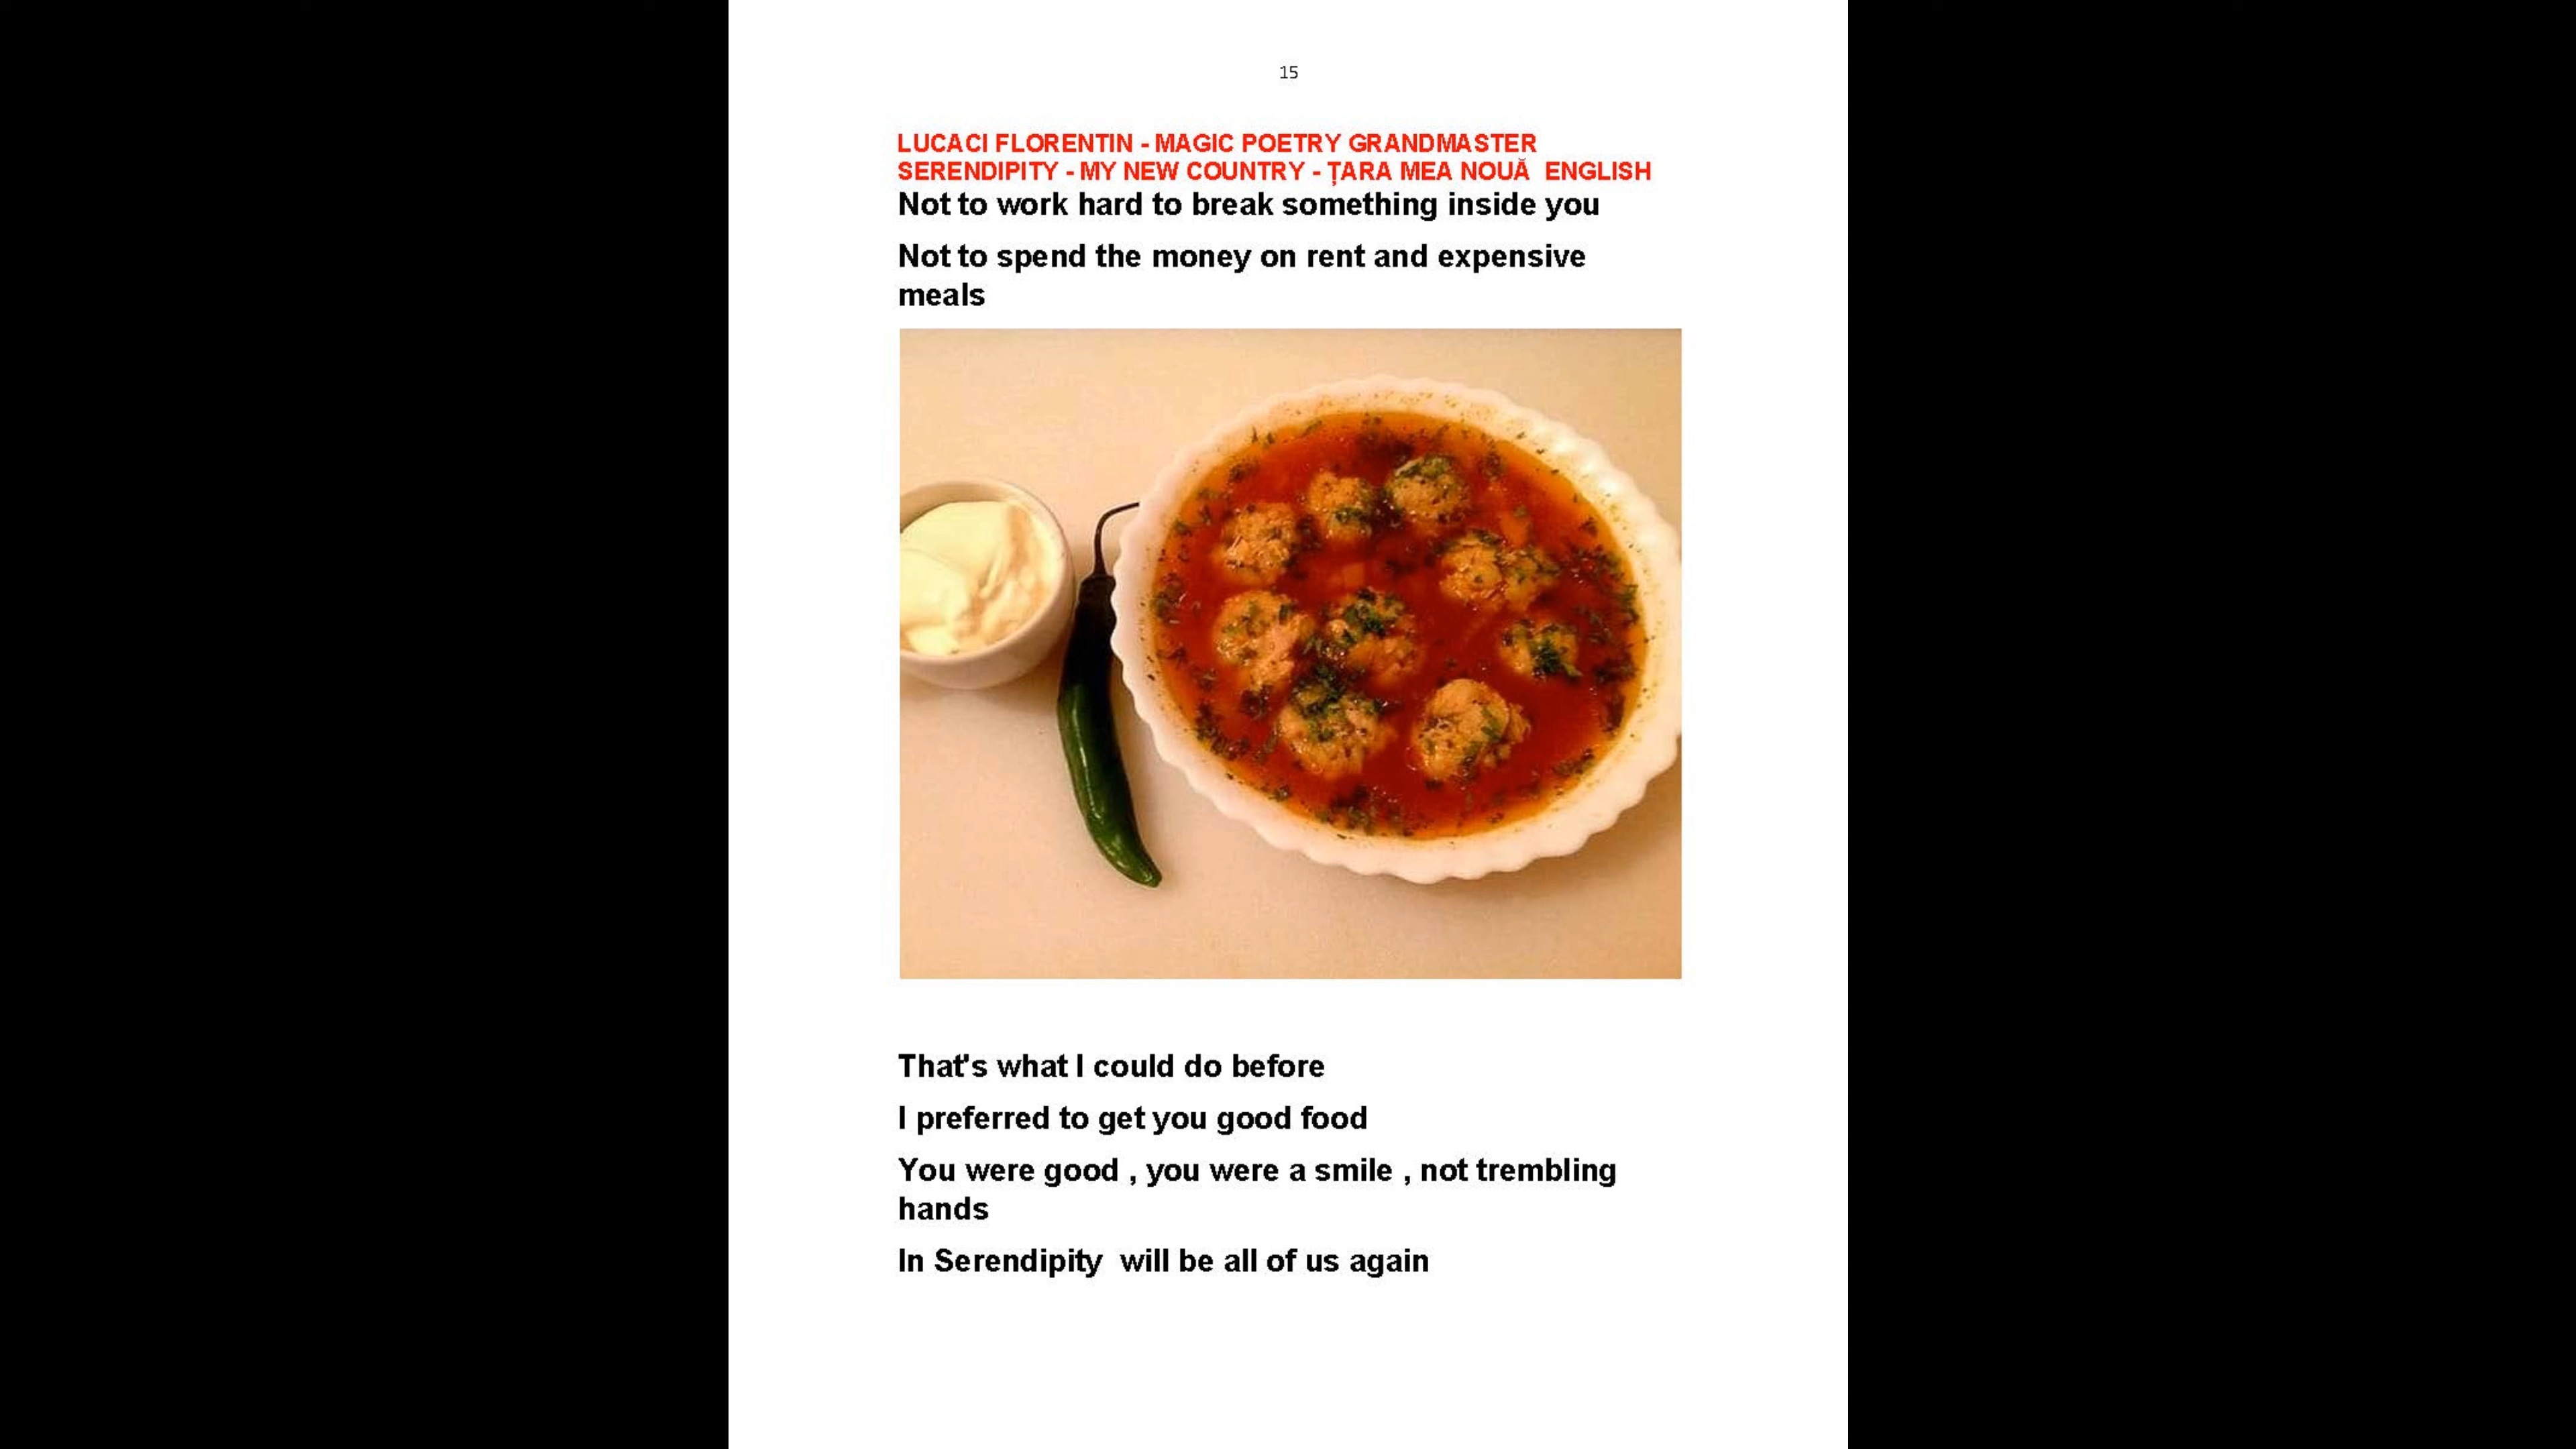 15
LUCACI FLORENTIN - MAGIC POETRY GRANDMASTER
SERENDIPITY - MY NEW COUNTRY - ȚARA MEA NOUĂ  ENGLISH
Not to work hard to break something inside you
Not to spend the money on rent and expensive
meals
That's what I could do before
I preferred to get you good food
You were good , you were a smile , not trembling
hands
In Serendipity  will be all of us again